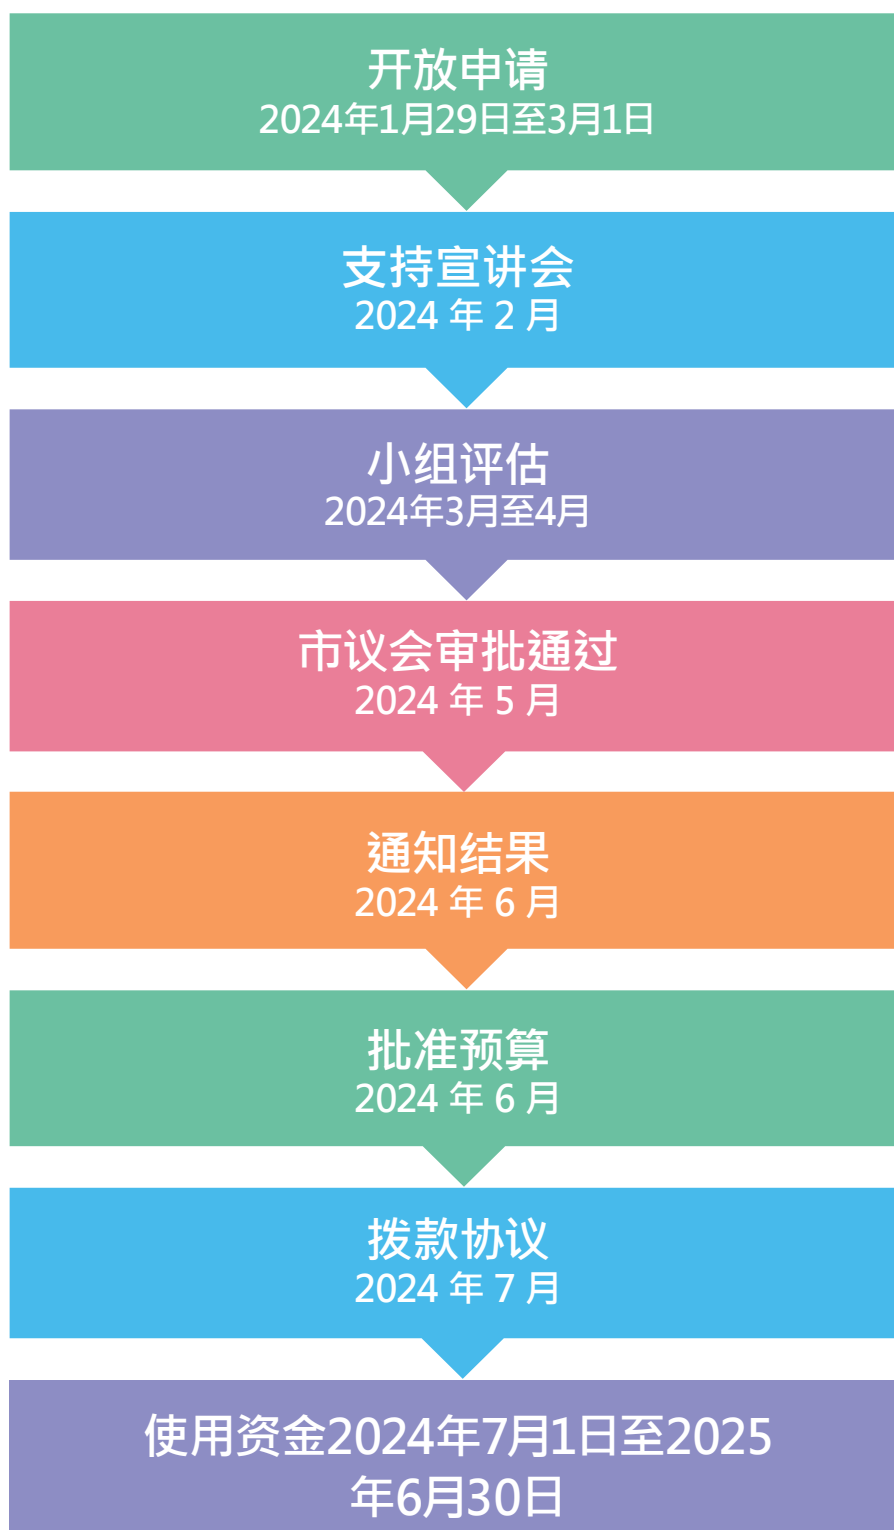 开放申请
2024年1月29日至3月1日
支持宣讲会
2024 年 2 月
小组评估
2024年3月至4月
市议会审批通过
2024 年 5 月
通知结果
2024 年 6 月
批准预算
2024 年 6 月
拨款协议
2024 年 7 月
使用资金2024年7月1日至2025
年6月30日